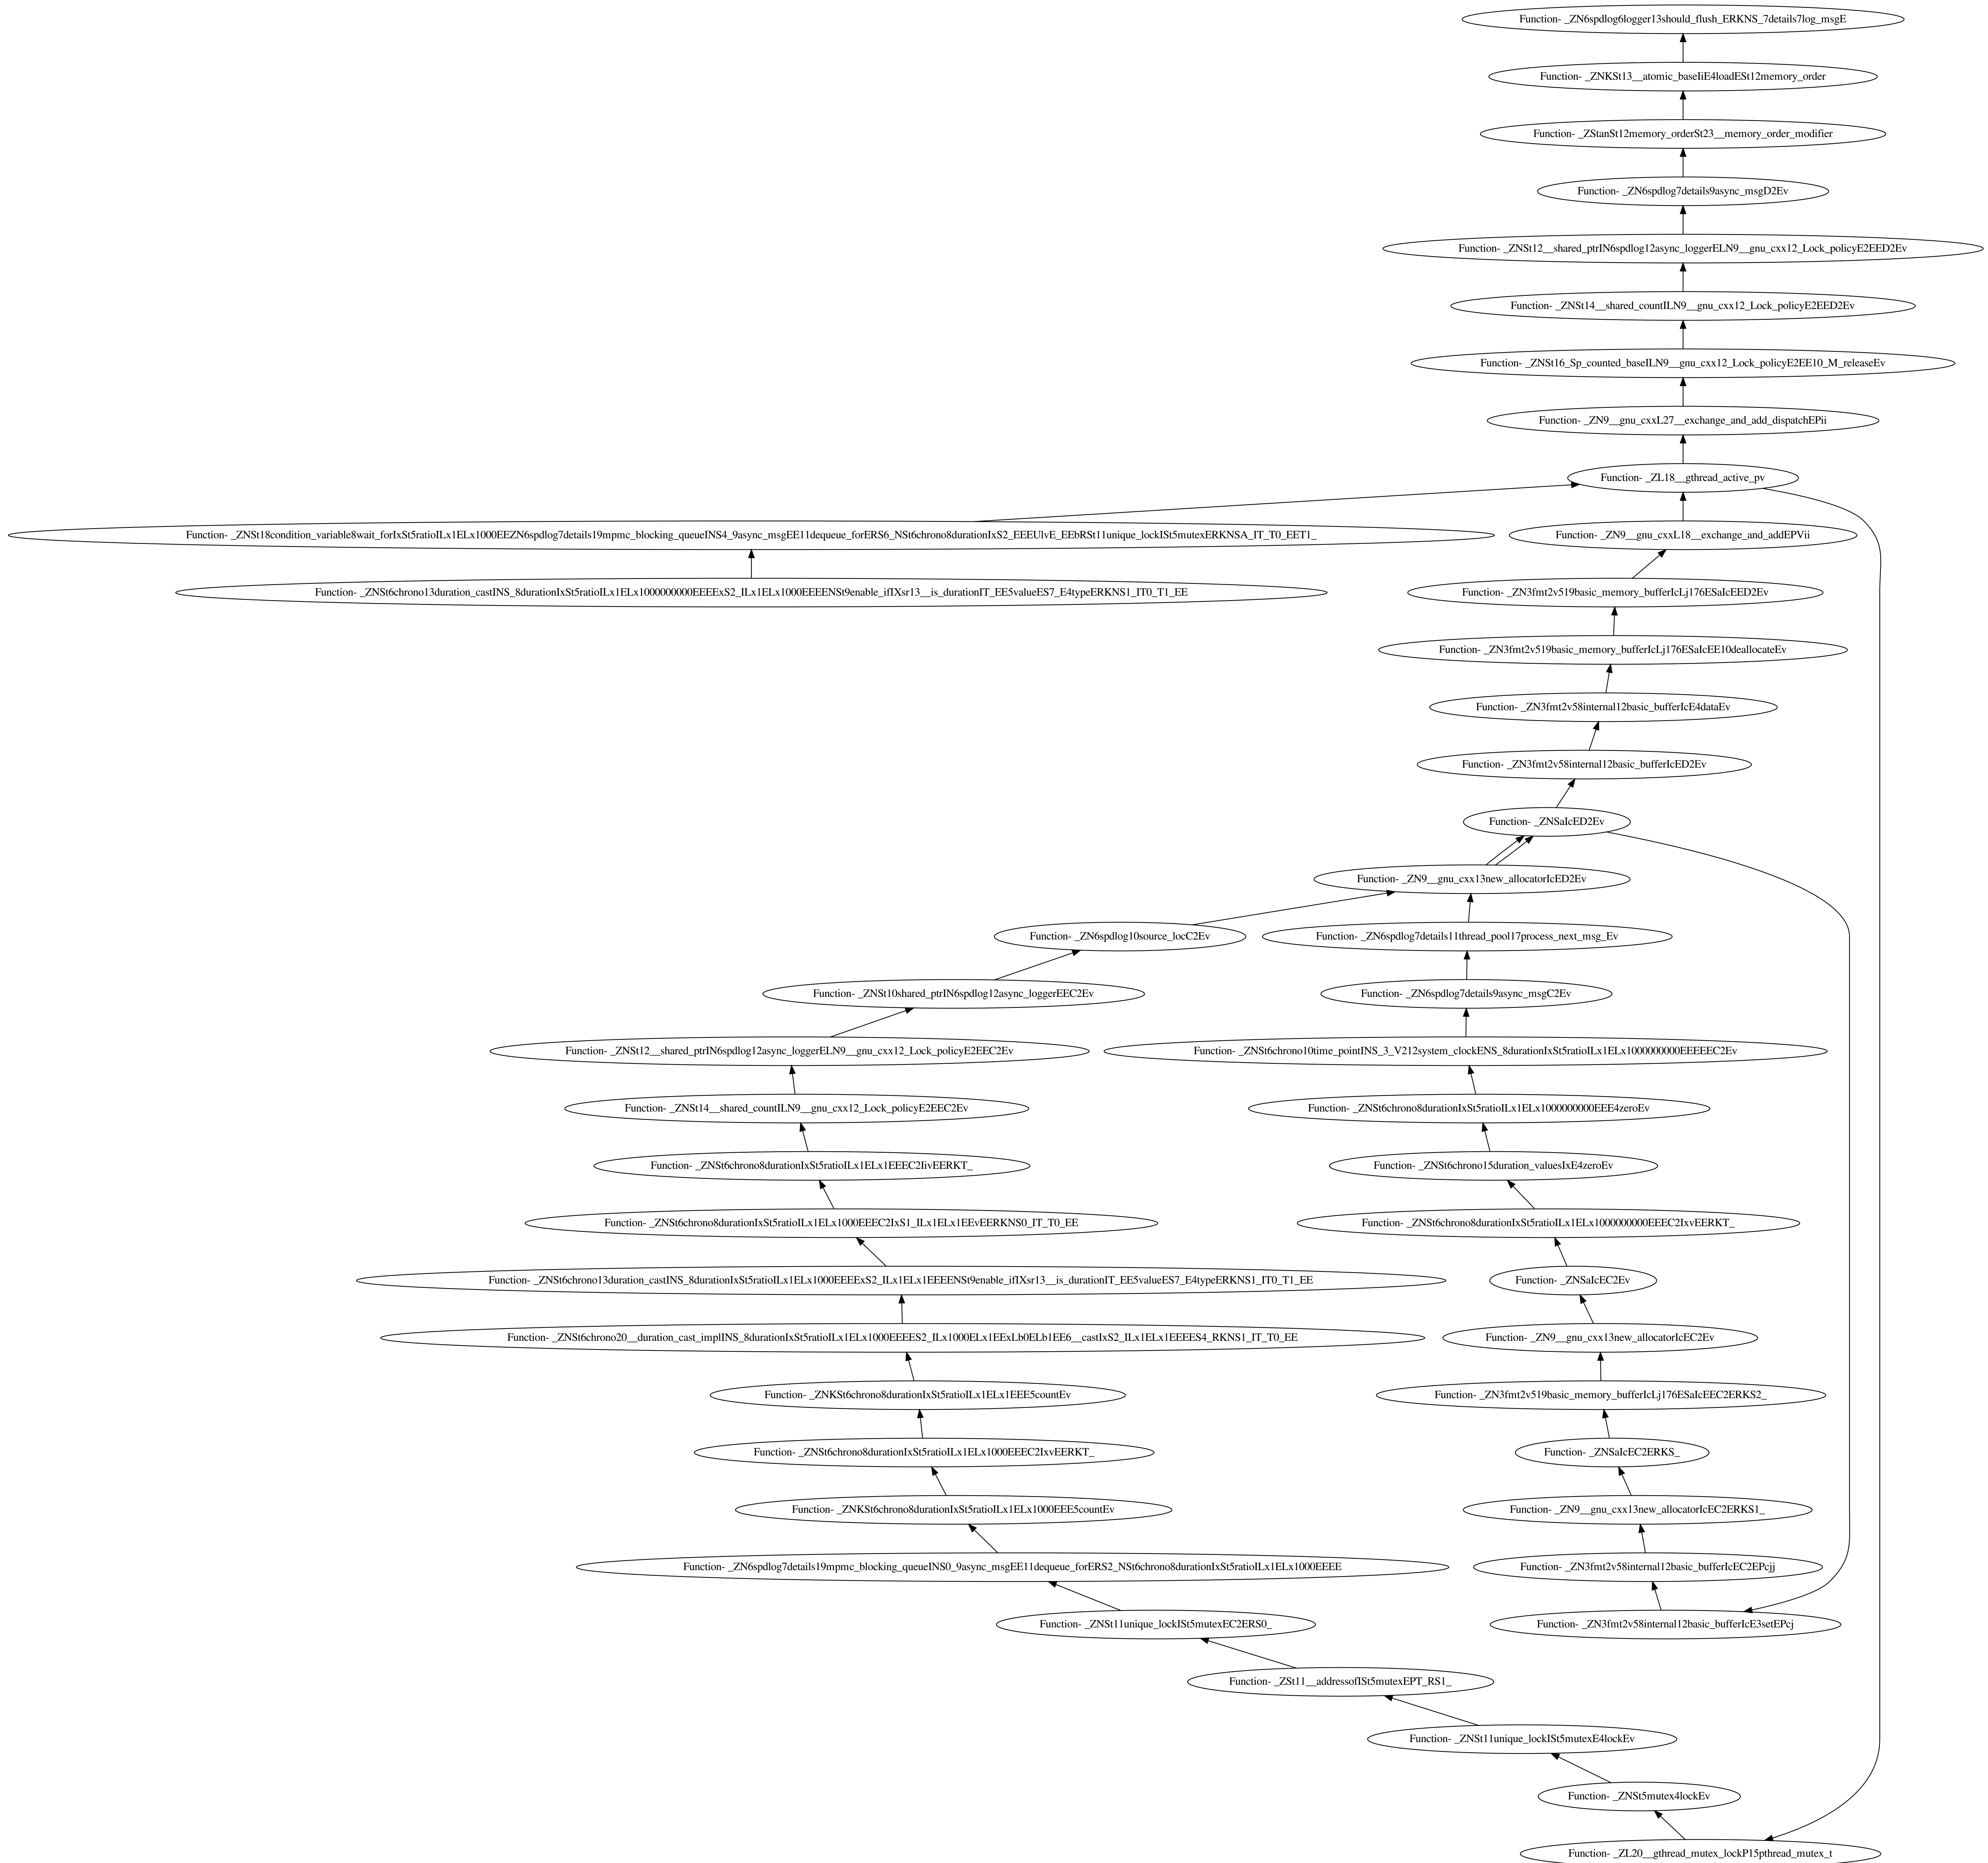 Function- _ZN6spdlog6logger13should_flush_ERKNS_7details7log_msgE
Function- _ZNKSt13__atomic_baseIiE4loadESt12memory_order
Function- _ZStanSt12memory_orderSt23__memory_order_modifier
Function- _ZN6spdlog7details9async_msgD2Ev
Function- _ZNSt12__shared_ptrIN6spdlog12async_loggerELN9__gnu_cxx12_Lock_policyE2EED2Ev
Function- _ZNSt14__shared_countILN9__gnu_cxx12_Lock_policyE2EED2Ev
Function- _ZNSt16_Sp_counted_baseILN9__gnu_cxx12_Lock_policyE2EE10_M_releaseEv
Function- _ZN9__gnu_cxxL27__exchange_and_add_dispatchEPii
Function- _ZL18__gthread_active_pv
Function- _ZNSt18condition_variable8wait_forIxSt5ratioILx1ELx1000EEZN6spdlog7details19mpmc_blocking_queueINS4_9async_msgEE11dequeue_forERS6_NSt6chrono8durationIxS2_EEEUlvE_EEbRSt11unique_lockISt5mutexERKNSA_IT_T0_EET1_
Function- _ZN9__gnu_cxxL18__exchange_and_addEPVii
Function- _ZNSt6chrono13duration_castINS_8durationIxSt5ratioILx1ELx1000000000EEEExS2_ILx1ELx1000EEEENSt9enable_ifIXsr13__is_durationIT_EE5valueES7_E4typeERKNS1_IT0_T1_EE
Function- _ZN3fmt2v519basic_memory_bufferIcLj176ESaIcEED2Ev
Function- _ZN3fmt2v519basic_memory_bufferIcLj176ESaIcEE10deallocateEv
Function- _ZN3fmt2v58internal12basic_bufferIcE4dataEv
Function- _ZN3fmt2v58internal12basic_bufferIcED2Ev
Function- _ZNSaIcED2Ev
Function- _ZN9__gnu_cxx13new_allocatorIcED2Ev
Function- _ZN6spdlog10source_locC2Ev
Function- _ZN6spdlog7details11thread_pool17process_next_msg_Ev
Function- _ZNSt10shared_ptrIN6spdlog12async_loggerEEC2Ev
Function- _ZN6spdlog7details9async_msgC2Ev
Function- _ZNSt12__shared_ptrIN6spdlog12async_loggerELN9__gnu_cxx12_Lock_policyE2EEC2Ev
Function- _ZNSt6chrono10time_pointINS_3_V212system_clockENS_8durationIxSt5ratioILx1ELx1000000000EEEEEC2Ev
Function- _ZNSt14__shared_countILN9__gnu_cxx12_Lock_policyE2EEC2Ev
Function- _ZNSt6chrono8durationIxSt5ratioILx1ELx1000000000EEE4zeroEv
Function- _ZNSt6chrono8durationIxSt5ratioILx1ELx1EEEC2IivEERKT_
Function- _ZNSt6chrono15duration_valuesIxE4zeroEv
Function- _ZNSt6chrono8durationIxSt5ratioILx1ELx1000EEEC2IxS1_ILx1ELx1EEvEERKNS0_IT_T0_EE
Function- _ZNSt6chrono8durationIxSt5ratioILx1ELx1000000000EEEC2IxvEERKT_
Function- _ZNSt6chrono13duration_castINS_8durationIxSt5ratioILx1ELx1000EEEExS2_ILx1ELx1EEEENSt9enable_ifIXsr13__is_durationIT_EE5valueES7_E4typeERKNS1_IT0_T1_EE
Function- _ZNSaIcEC2Ev
Function- _ZNSt6chrono20__duration_cast_implINS_8durationIxSt5ratioILx1ELx1000EEEES2_ILx1000ELx1EExLb0ELb1EE6__castIxS2_ILx1ELx1EEEES4_RKNS1_IT_T0_EE
Function- _ZN9__gnu_cxx13new_allocatorIcEC2Ev
Function- _ZNKSt6chrono8durationIxSt5ratioILx1ELx1EEE5countEv
Function- _ZN3fmt2v519basic_memory_bufferIcLj176ESaIcEEC2ERKS2_
Function- _ZNSt6chrono8durationIxSt5ratioILx1ELx1000EEEC2IxvEERKT_
Function- _ZNSaIcEC2ERKS_
Function- _ZNKSt6chrono8durationIxSt5ratioILx1ELx1000EEE5countEv
Function- _ZN9__gnu_cxx13new_allocatorIcEC2ERKS1_
Function- _ZN6spdlog7details19mpmc_blocking_queueINS0_9async_msgEE11dequeue_forERS2_NSt6chrono8durationIxSt5ratioILx1ELx1000EEEE
Function- _ZN3fmt2v58internal12basic_bufferIcEC2EPcjj
Function- _ZNSt11unique_lockISt5mutexEC2ERS0_
Function- _ZN3fmt2v58internal12basic_bufferIcE3setEPcj
Function- _ZSt11__addressofISt5mutexEPT_RS1_
Function- _ZNSt11unique_lockISt5mutexE4lockEv
Function- _ZNSt5mutex4lockEv
Function- _ZL20__gthread_mutex_lockP15pthread_mutex_t